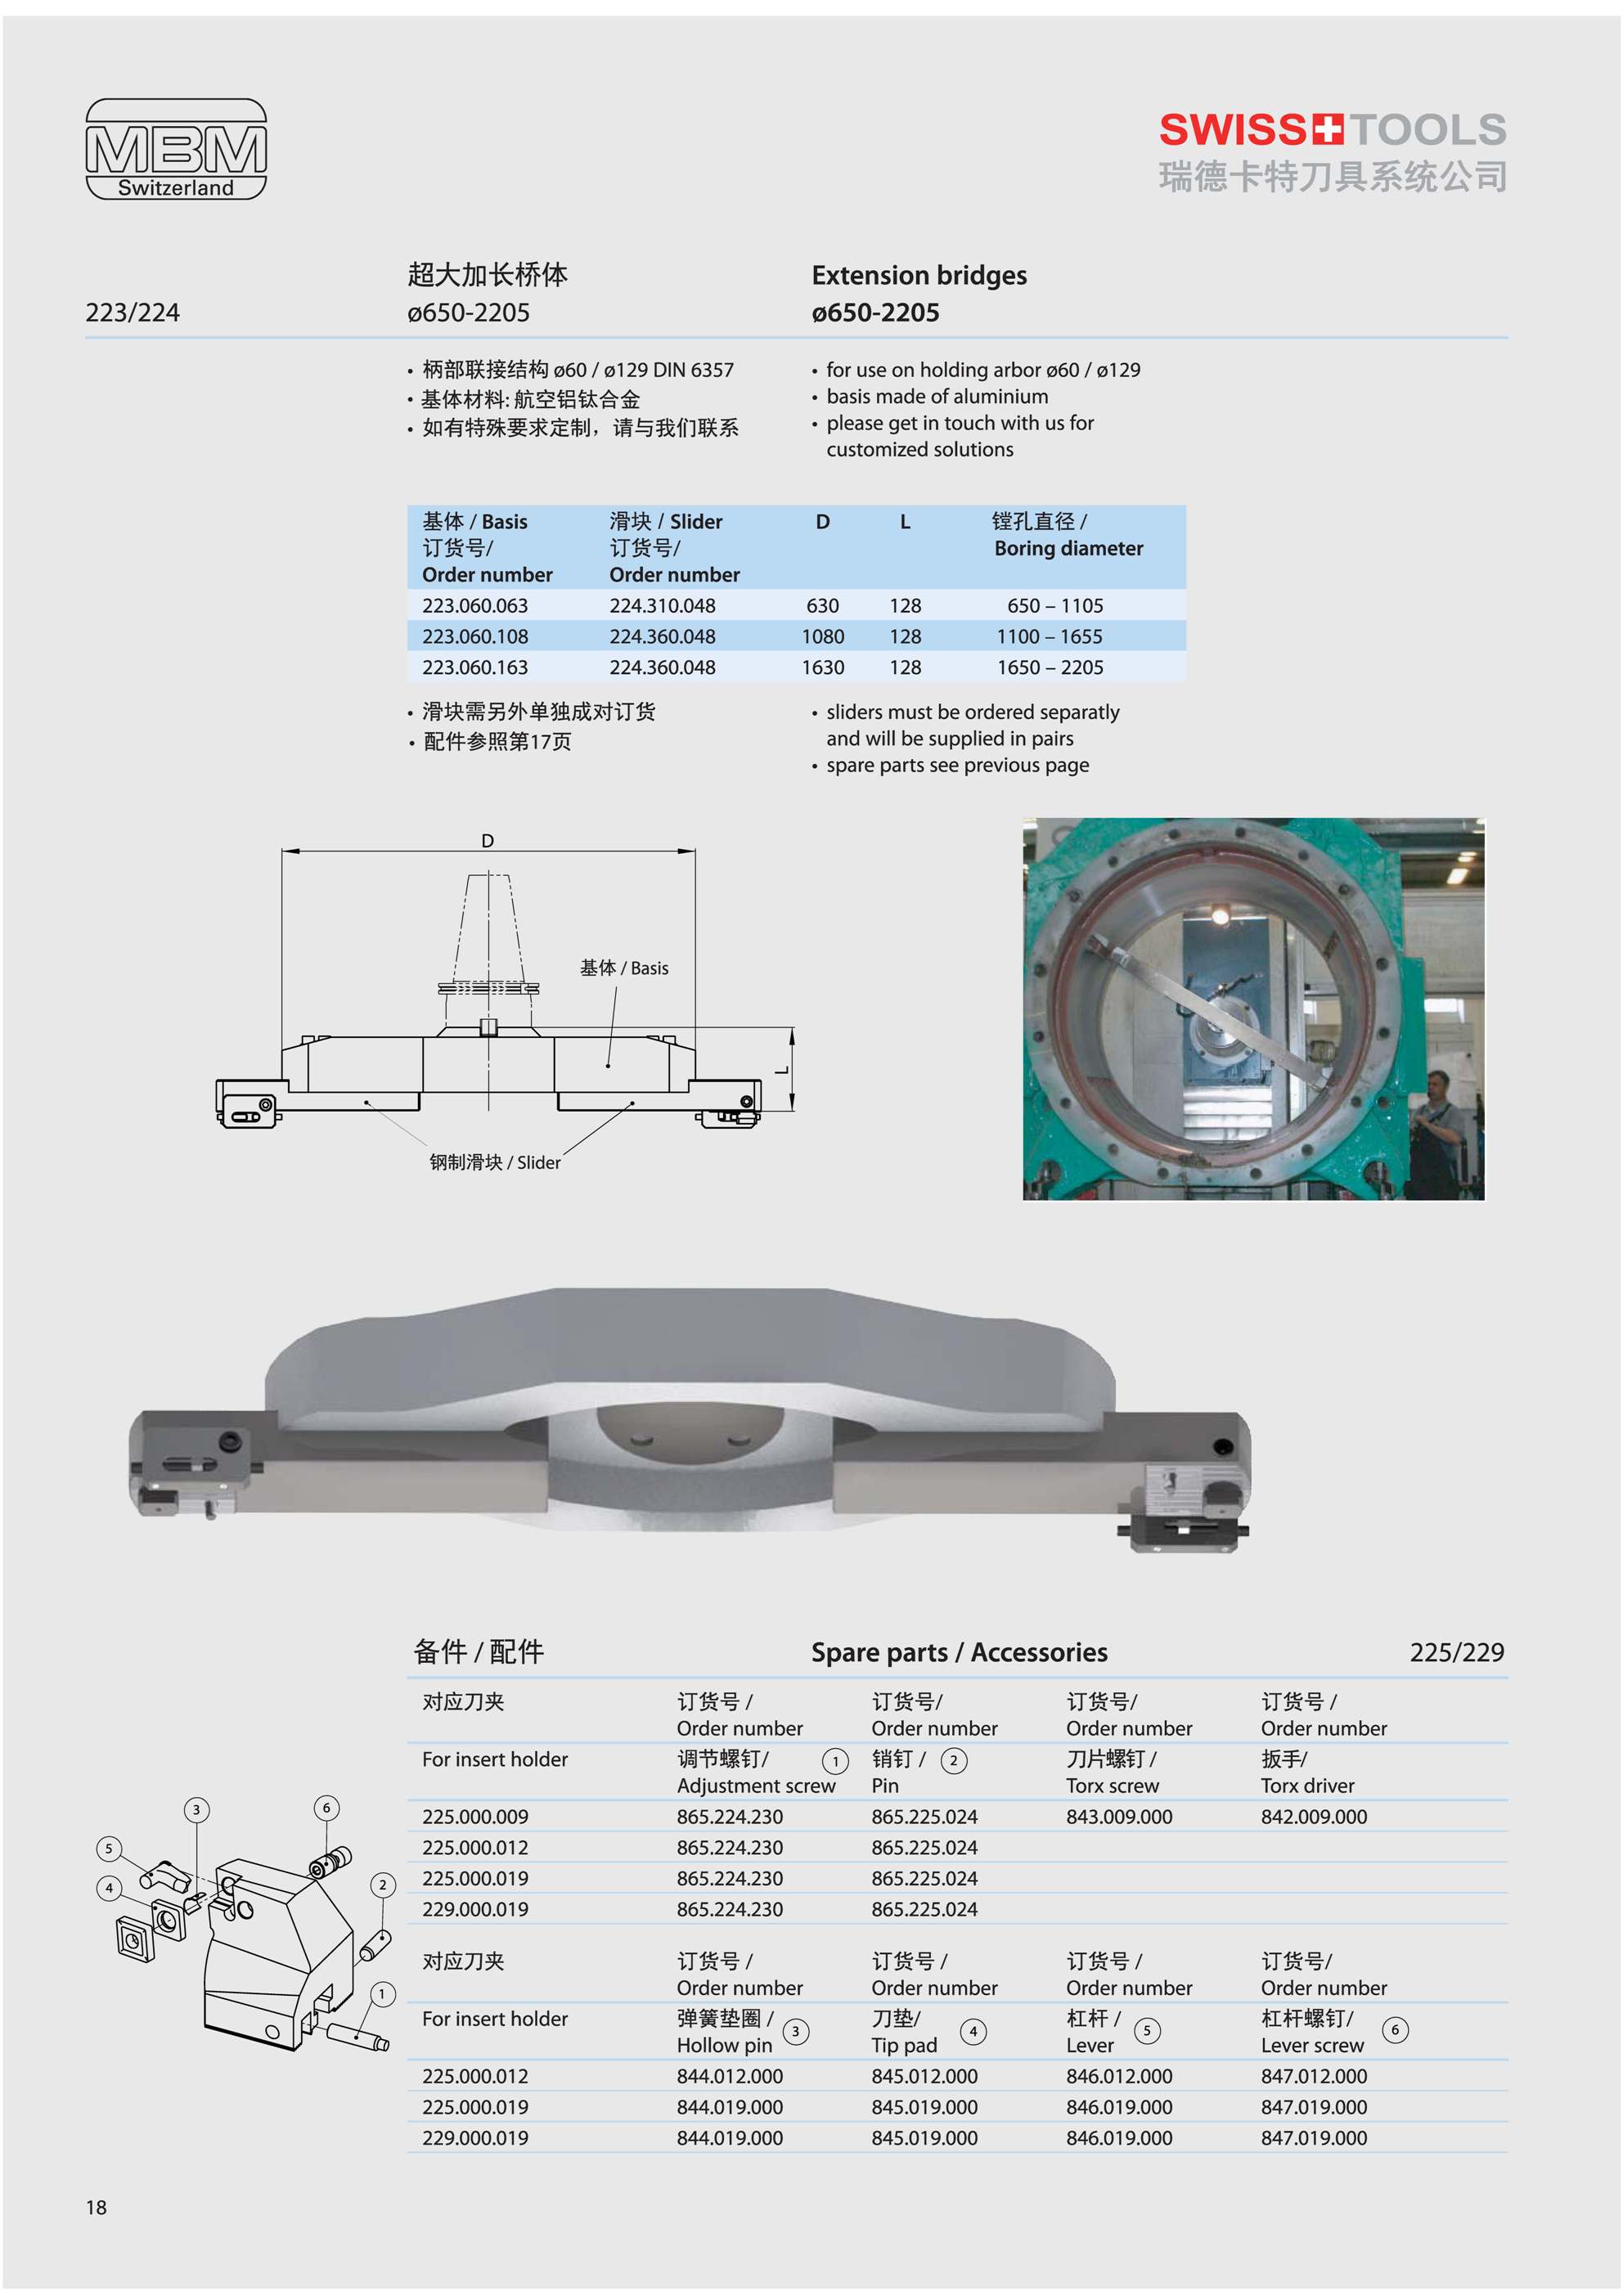 MBM
Switzerland
SWISS TOOLS
瑞德卡特刀具系统公司
超大加长桥体
Extension bridges
223/224
ø650-2205
ø650-2205
• 柄部联接结构 ø60 / ø129 DIN 6357
• 基体材料: 航空铝钛合金
• 如有特殊要求定制，请与我们联系
• for use on holding arbor ø60 / ø129
• basis made of aluminium
• please get in touch with us for
customized solutions
基体 / Basis 滑块 / Slider D L 镗孔直径 /
订货号/ 订货号/ Boring diameter
Order number Order number
223.060.063 224.310.048 630 128 650 – 1105
223.060.108 224.360.048 1080 128 1100 – 1655
223.060.163 224.360.048 1630 128 1650 – 2205
• 滑块需另外单独成对订货
• 配件参照第17页
• sliders must be ordered separatly
and will be supplied in pairs
• spare parts see previous page
D
基体 / Basis
L
钢制滑块 / Slider
备件 / 配件 Spare parts / Accessories 225/229
对应刀夹 订货号 / 订货号/ 订货号/ 订货号 /
Order number Order number Order number Order number
For insert holder 调节螺钉/ 1 销钉 / 2 刀片螺钉 / 扳手/
Adjustment screw Pin Torx screw Torx driver
225.000.009 865.224.230 865.225.024 843.009.000 842.009.000
225.000.012 865.224.230 865.225.024
225.000.019 865.224.230 865.225.024
229.000.019 865.224.230 865.225.024
对应刀夹 订货号 / 订货号 / 订货号 / 订货号/
Order number Order number Order number Order number
For insert holder 弹簧垫圈 / 3 刀垫/ 4 杠杆 / 5 杠杆螺钉/ 6
Hollow pin Tip pad Lever Lever screw
225.000.012 844.012.000 845.012.000 846.012.000 847.012.000
225.000.019 844.019.000 845.019.000 846.019.000 847.019.000
229.000.019 844.019.000 845.019.000 846.019.000 847.019.000
3
6
5
4
2
1
18